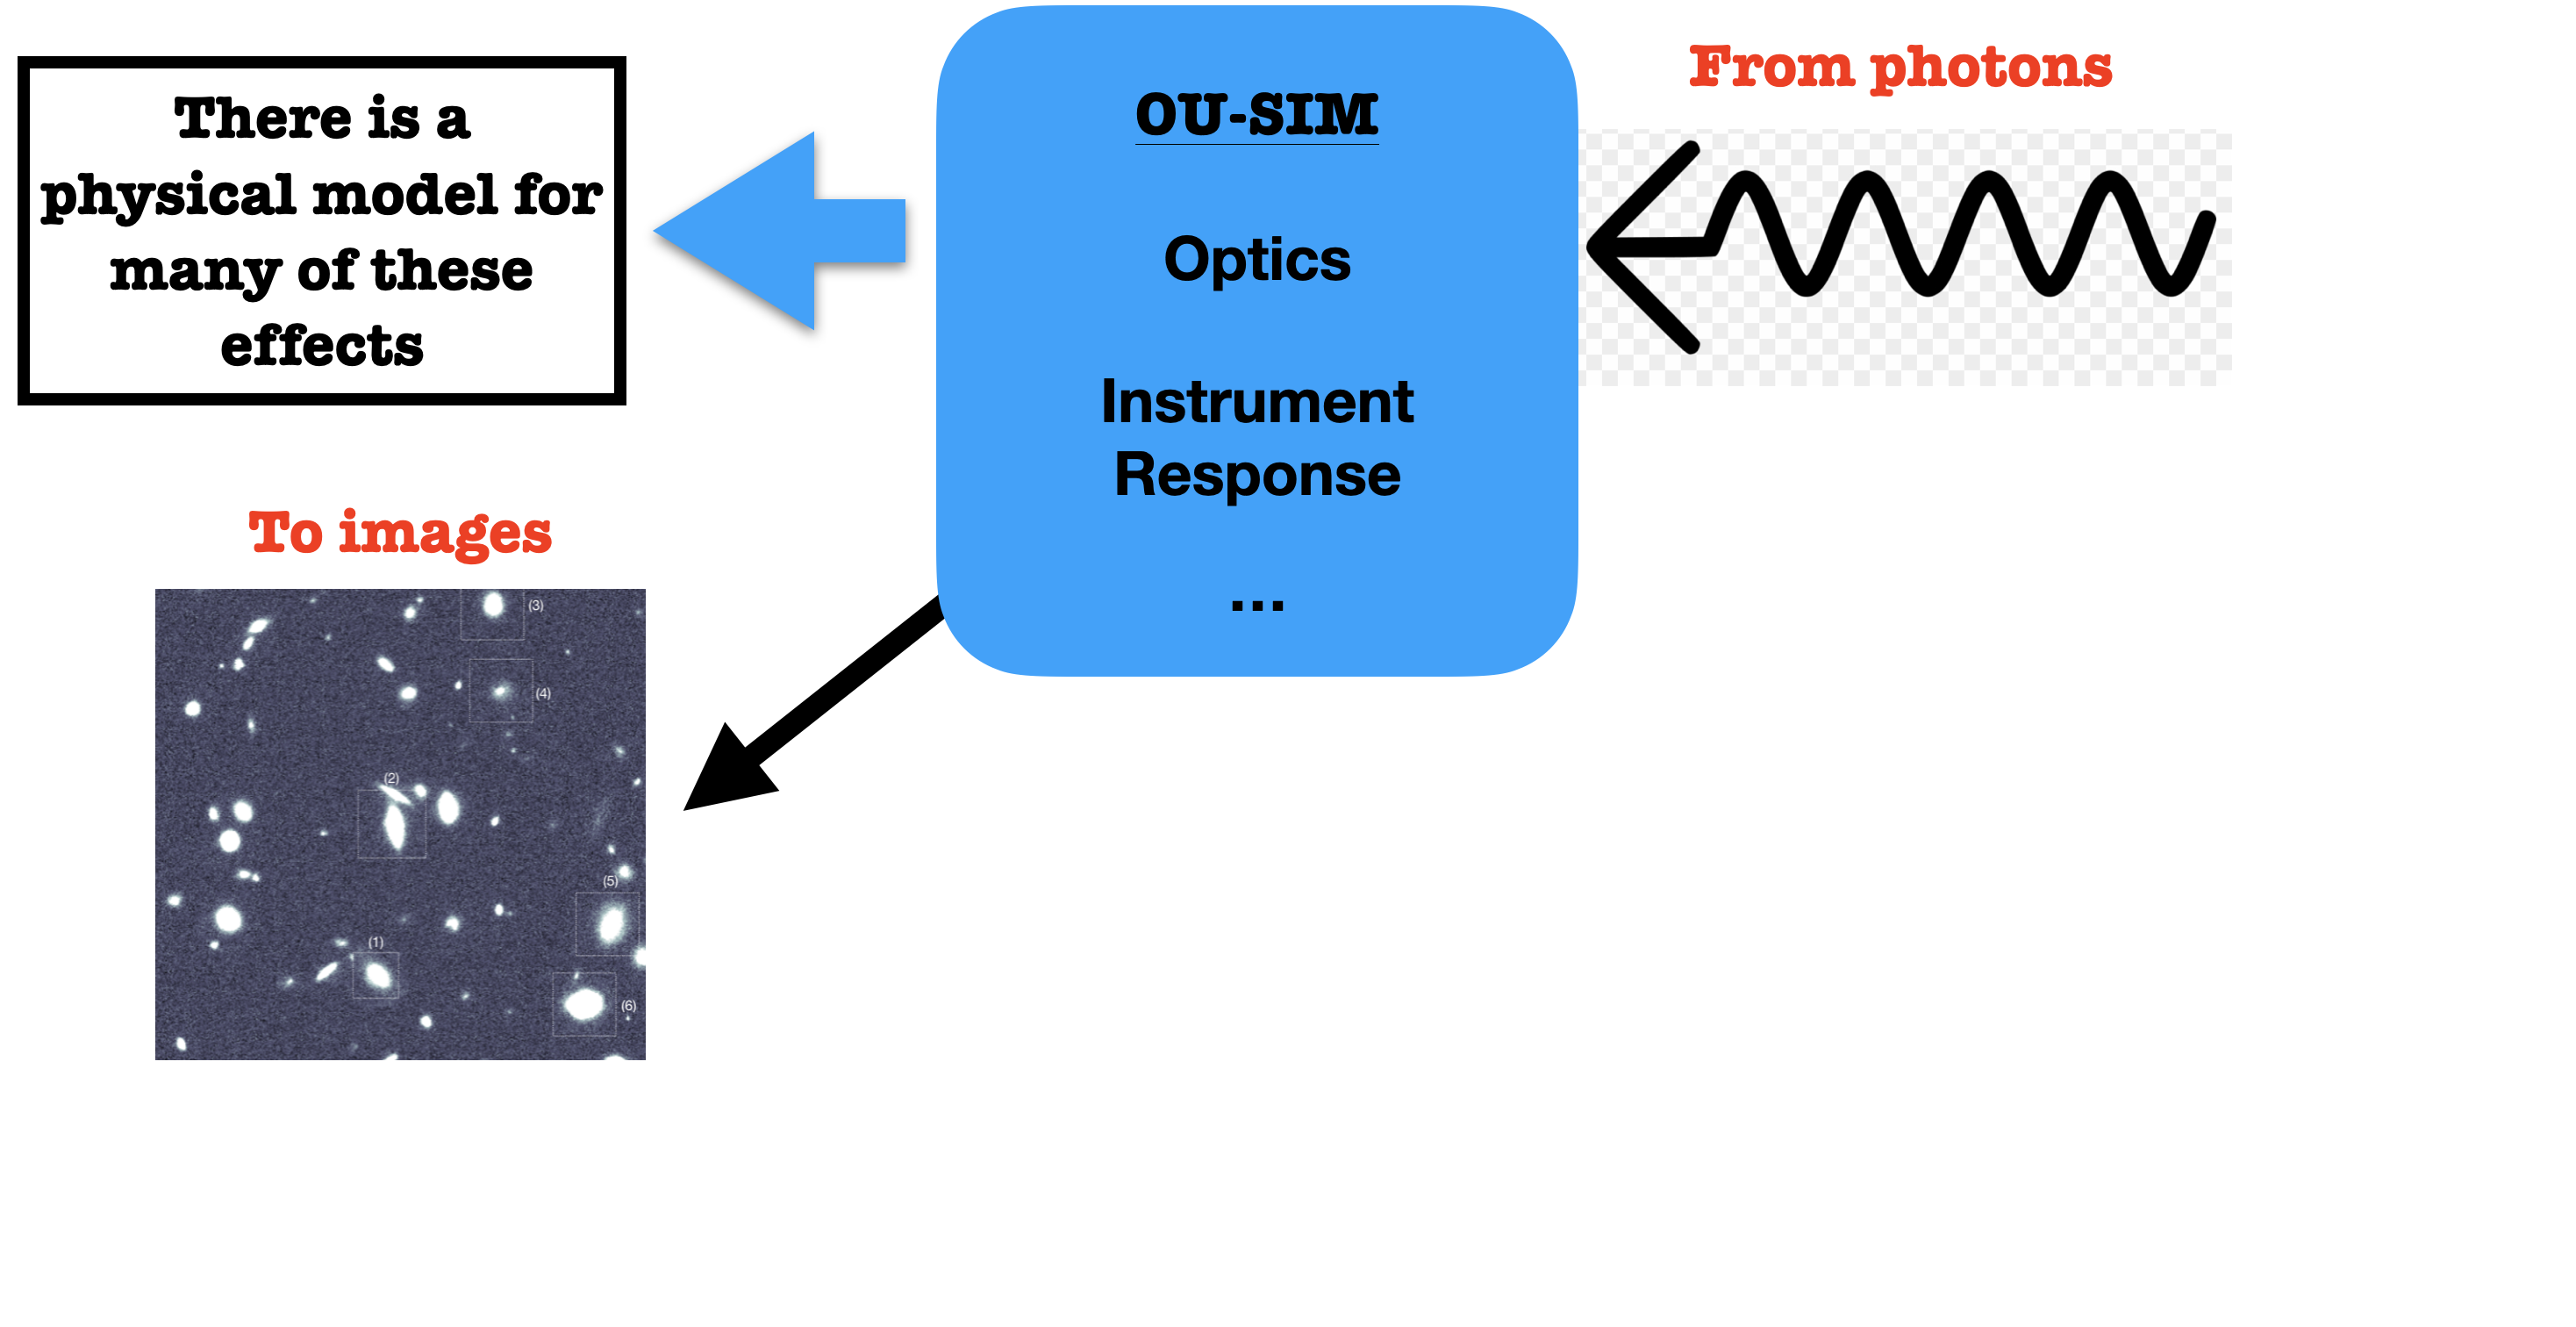 There is a
physical model for
many of these
effects
OU-SIM
Optics
Instrument
Response
...
From photons
To images
(3)
(4)
(2)
(5)
(1)
(6)